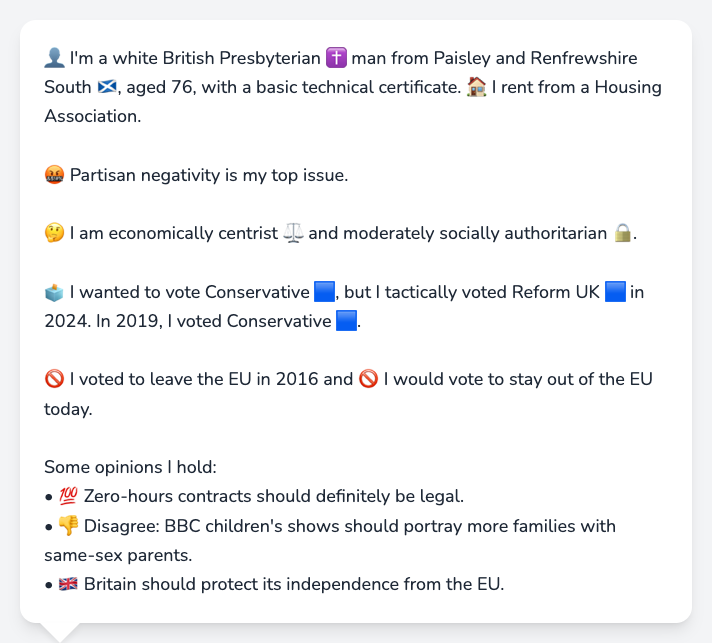 👤 I'm a white British Presbyterian ✝️ man from Paisley and Renfrewshire
South 🏴󠁧󠁢󠁳󠁣󠁴󠁿, aged 76, with a basic technical certificate. 🏠 I rent from a Housing
Association.
🤬 Partisan negativity is my top issue.
🤔 I am economically centrist ⚖️ and moderately socially authoritarian 🔒.
🗳️ I wanted to vote Conservative 🟦, but I tactically voted Reform UK 🟦 in
2024. In 2019, I voted Conservative 🟦.
🚫 I voted to leave the EU in 2016 and 🚫 I would vote to stay out of the EU
today.
Some opinions I hold:
• 💯 Zero-hours contracts should definitely be legal.
• 👎 Disagree: BBC children's shows should portray more families with
same-sex parents.
• 🇬🇧 Britain should protect its independence from the EU.